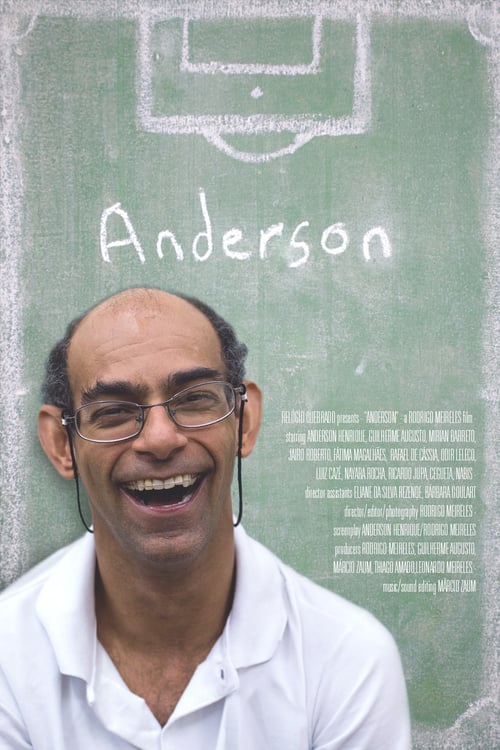 Anderson
RELÓGIO QUEBRADO presents - "ANDERSON" - a RODRIGO MEIRELES film
starring ANDERSON HENRIQUE, GUILHERME AUGUSTO, MIRIAN BARRETO,
JAIRO ROBERTO, FÁTIMA MAGALHÃES, RAFAEL DE CÁSSIA, ODIR LELECO,
LUIZ CAZÉ, NAYARA ROCHA, RICARDO JUPA, CEGUETA, NABIS -
director assistants ELIANE DA SILVA REZENDE, BÁRBARA GOULART
director/editor/photography RODRIGO MEIRELES -
screenplay ANDERSON HENRIQUE/RODRIGO MEIRELES
producers RODRIGO MEIRELES, GUILHERME AUGUSTO,
MÁRCIO ZAUM, THIAGO AMADO, LEONARDO MEIRELES -
music/sound editing MÁRCIO ZAUM